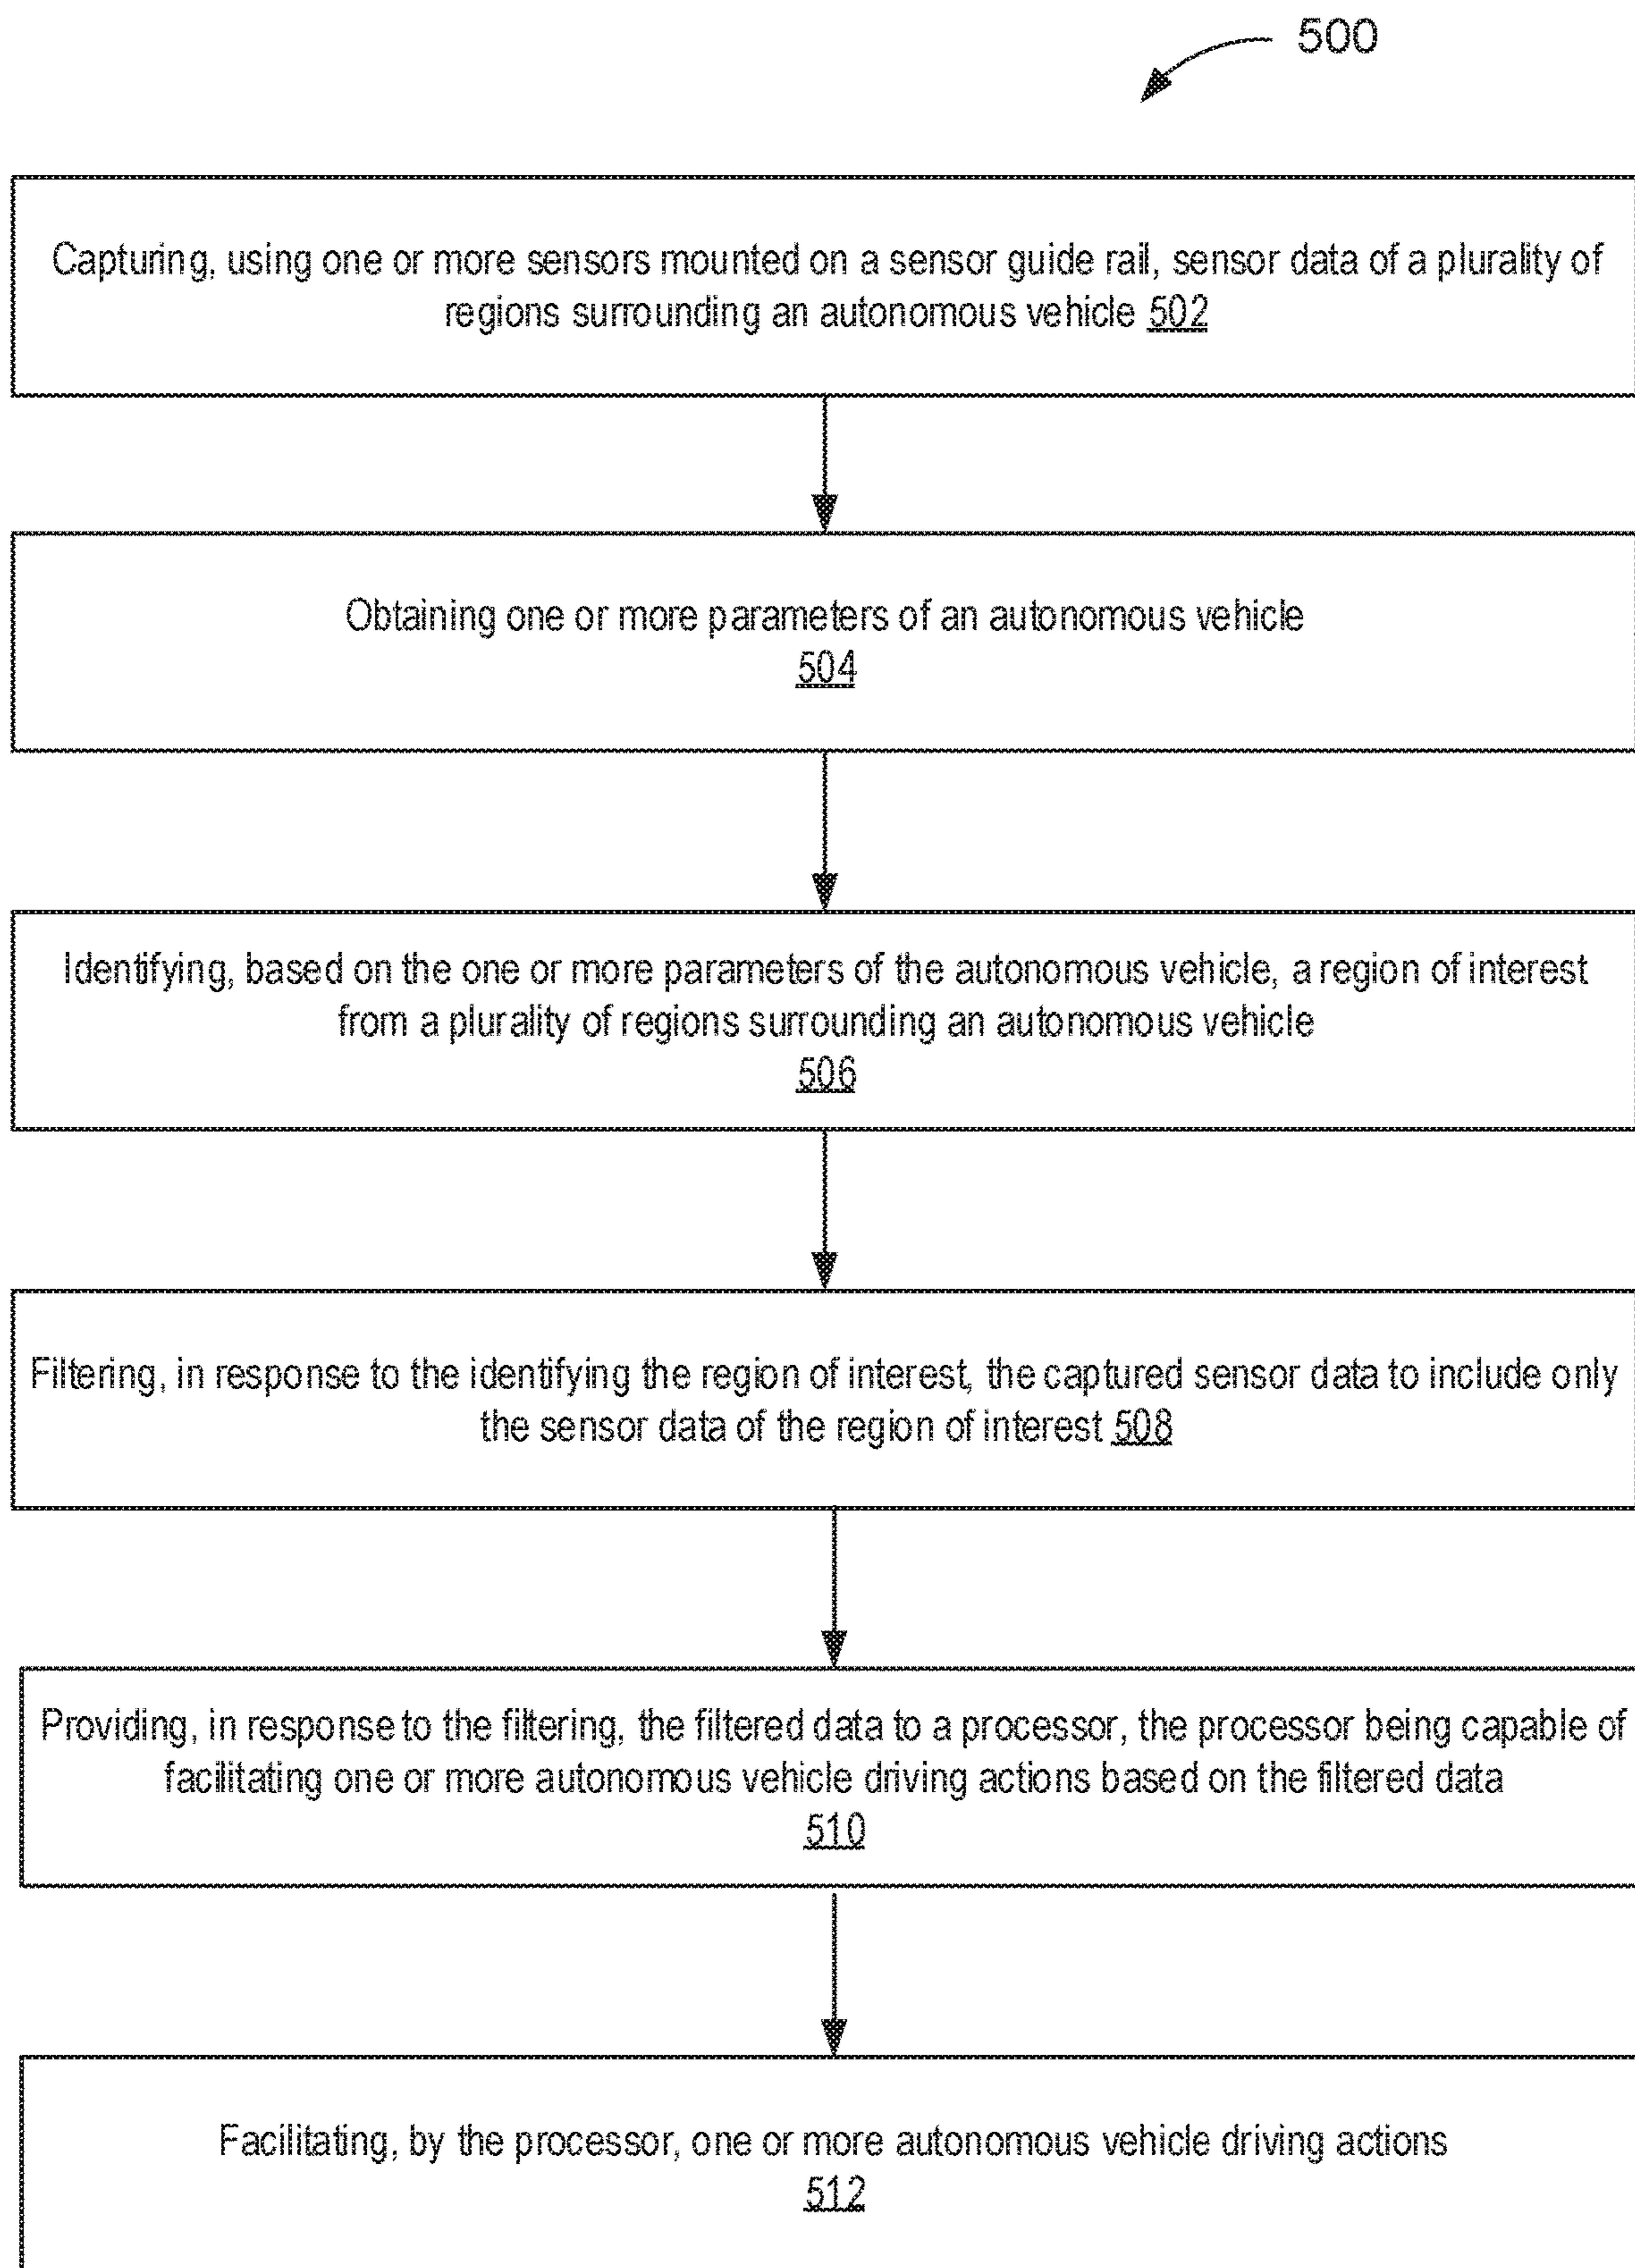 500
Capturing, using one or more sensors mounted on a sensor guide rail, sensor data of a plurality of
regions surrounding an autonomous vehicle 502
Obtaining one or more parameters of an autonomous vehicle
504
Identifying, based on the one or more parameters of the autonomous vehicle, a region of interest
from a plurality of regions surrounding an autonomous vehicle
506
Filtering, in response to the identifying the region of interest, the captured sensor data to include only
the sensor data of the region of interest 508
Providing, in response to the filtering, the filtered data to a processor, the processor being capable of
facilitating one or more autonomous vehicle driving actions based on the filtered data
510
Facilitating, by the processor, one or more autonomous vehicle driving actions
512